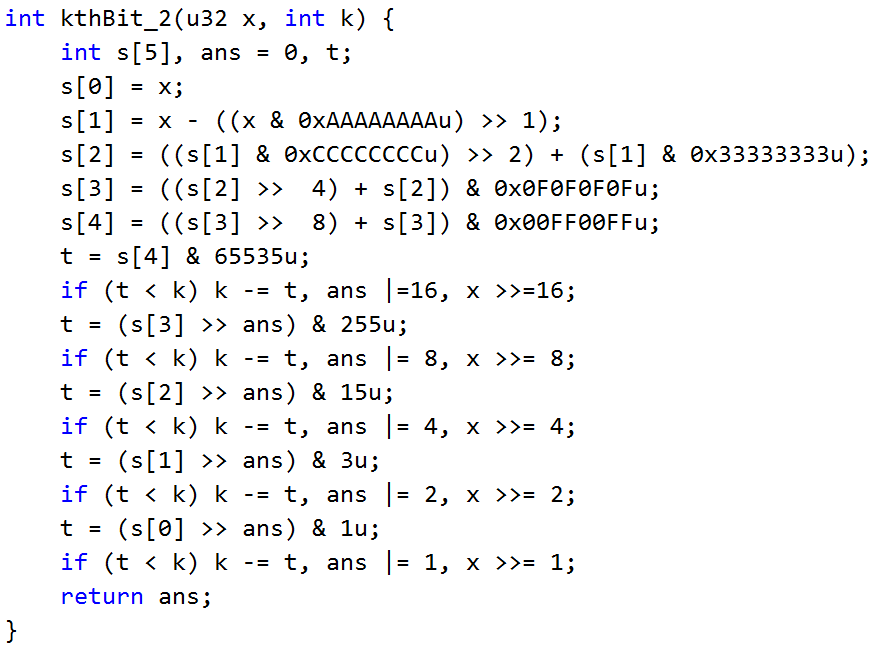 int kthBit_2(u32 x, int k) {
    int s[5], ans = 0, t;
    s[0] = x;
    s[1] = x - ((x & 0xAAAAAAAAu) >> 1);
    s[2] = ((s[1] & 0xCCCCCCCCu) >> 2) + (s[1] & 0x33333333u);
    s[3] = ((s[2] >>  4) + s[2]) & 0x0F0F0F0Fu;
    s[4] = ((s[3] >>  8) + s[3]) & 0x00FF00FFu;
    t = s[4] & 65535u;
    if (t < k) k -= t, ans |=16, x >>=16;
    t = (s[3] >> ans) & 255u;
    if (t < k) k -= t, ans |= 8, x >>= 8;
    t = (s[2] >> ans) & 15u;
    if (t < k) k -= t, ans |= 4, x >>= 4;
    t = (s[1] >> ans) & 3u;
    if (t < k) k -= t, ans |= 2, x >>= 2;
    t = (s[0] >> ans) & 1u;
    if (t < k) k -= t, ans |= 1, x >>= 1;
    return ans;
}